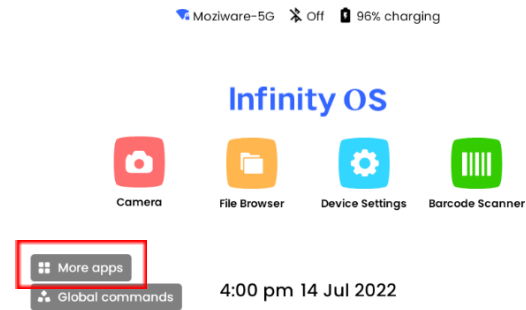 Moziware-5G Off 96% charging
Infinity OS
Camera File Browser Device Settings Barcode Scanner
More apps
Global commands 4:00 pm 14 Jul 2022